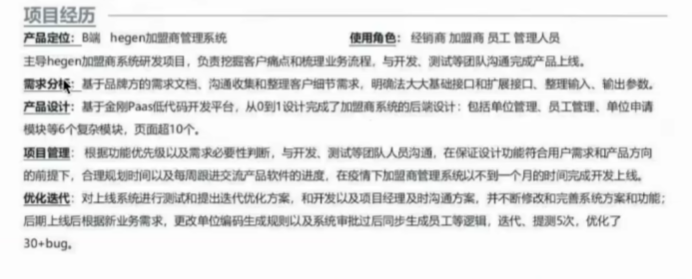 项目经历
产品定位：B端 hegen加盟商管理系统 使用角色： 经销商 加盟商 员工 管理人员
主导hegen加盟商系统研发项目，负责挖掘客户痛点和梳理业务流程，与开发、测试等团队沟通完成产品上线。
需求分析：基于品牌方的需求文档、沟通收集和整理客户细节需求，明确法大大基础接口和扩展接口、整理输入、输出参数。
产品设计：基于金刚Paas低代码开发平台，从0到1设计完成了加盟商系统的后端设计：包括单位管理、员工管理、单位申请
模块等6个复杂模块，页面超10个。
项目管理： 根据功能优先级以及需求必要性判断，与开发、测试等团队人员沟通，在保证设计功能符合用户需求和产品方向
的前提下，合理规划时间以及每周跟进交流产品软件的进度，在疫情下加盟商管理系统以不到一个月的时间完成开发上线。
优化迭代：对上线系统进行测试和提出迭代优化方案，和开发以及项目经理及时沟通方案，并不断修改和完善系统方案和功能；
后期上线后根据新业务需求，更改单位编码生成规则以及系统审批过后同步生成员工等逻辑，迭代、提测5次，优化了
30+bug。